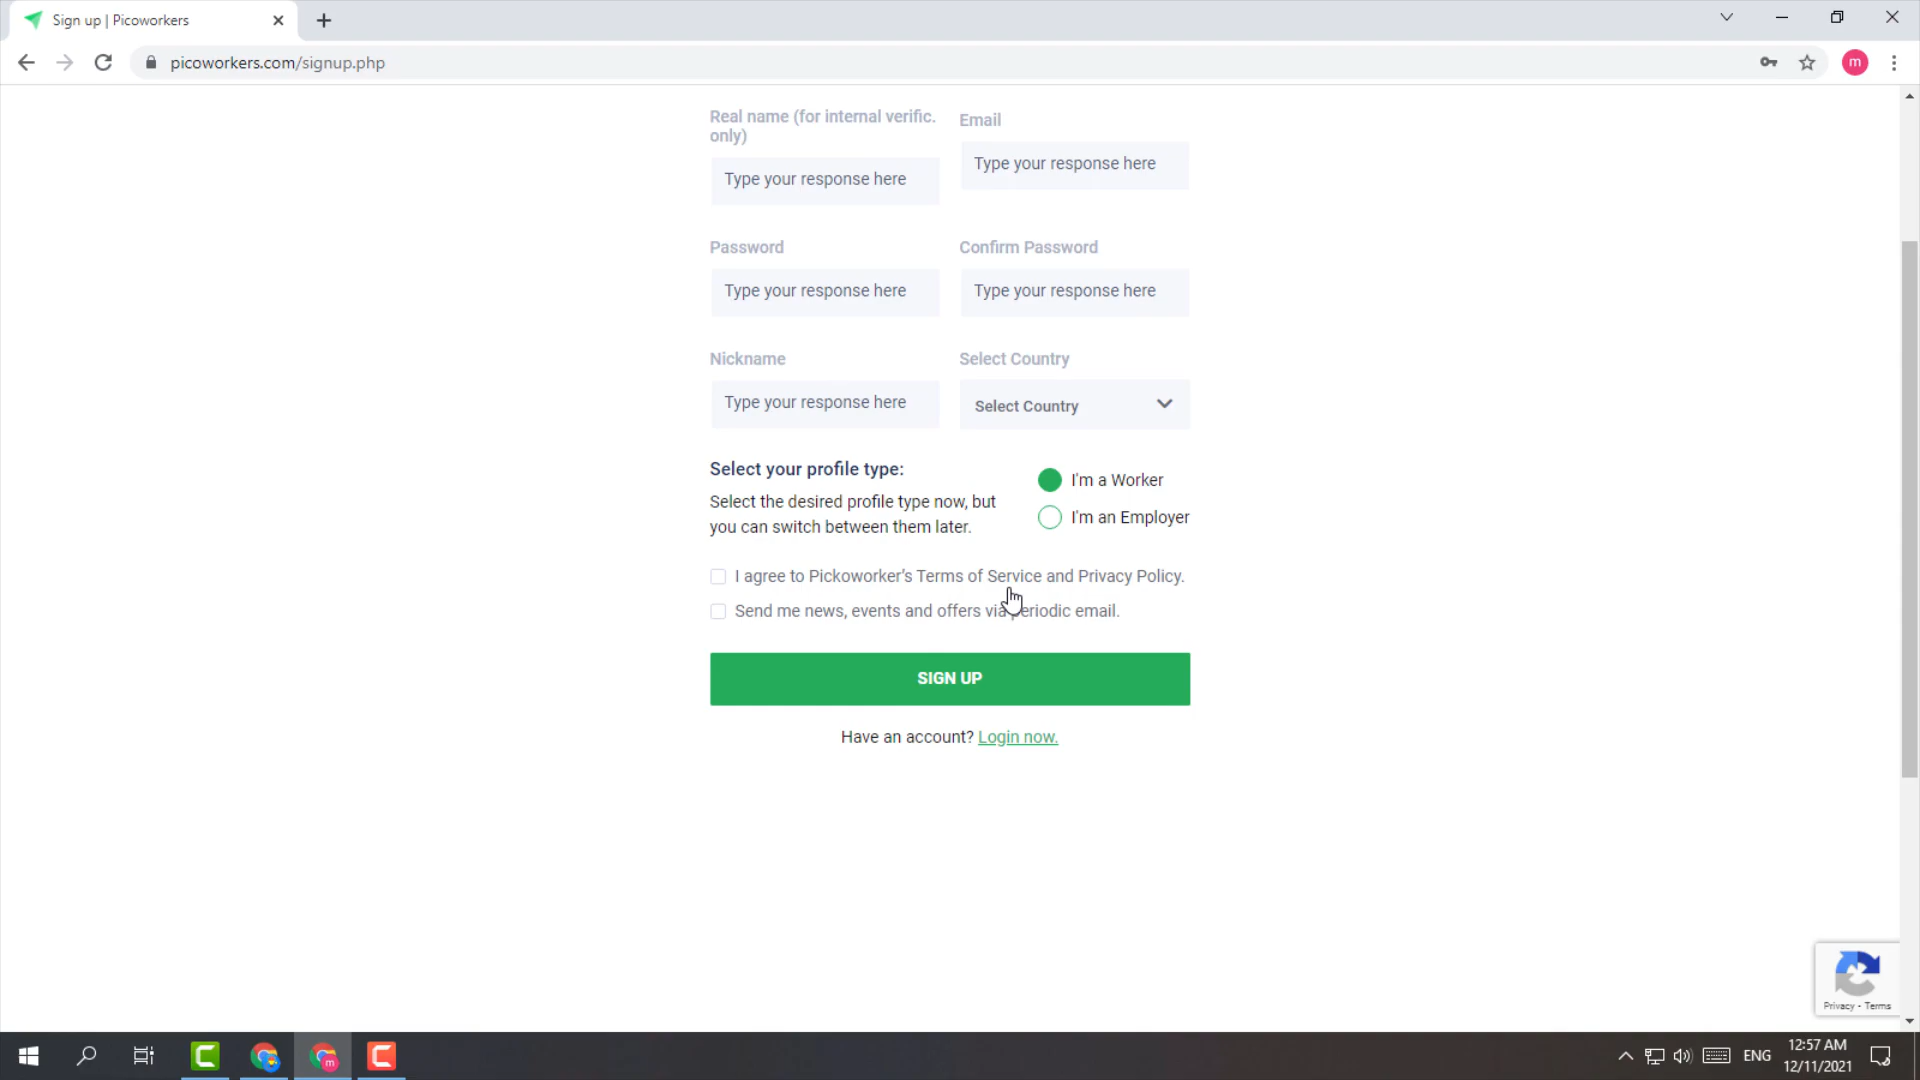 Sign up | Picoworkers
picoworkers.com/signup.php
m
Real name (for internal verific.
only)
Email
Type your response here
Type your response here
Password
Confirm Password
Type your response here
Type your response here
Nickname
Select Country
Type your response here
Select Country
Select your profile type:
Select the desired profile type now, but
you can switch between them later.
I'm a Worker
I'm an Employer
I agree to Pickoworker's Terms of Service and Privacy Policy.
Send me news, events and offers via periodic email.
SIGN UP
Have an account? Login now.
Privacy - Terms
m
ENG
12:57 AM
12/11/2021